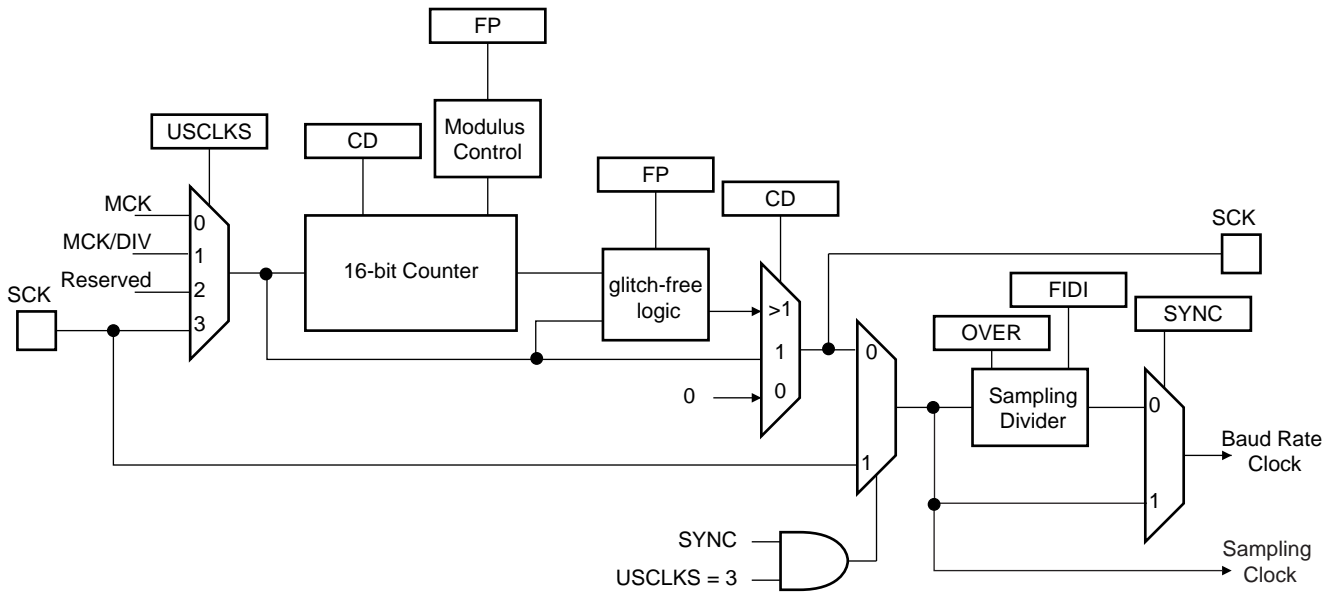 FP
USCLKS
CD
Modulus
Control
FP
CD
MCK
0
MCK/DIV
1
Reserved
2
SCK
3
16-bit Counter
glitch-free
logic
>1
1
0
0
SCK
FIDI
OVER
SYNC
0
1
Sampling
Divider
0
1
Baud Rate
Clock
SYNC
USCLKS = 3
Sampling
Clock